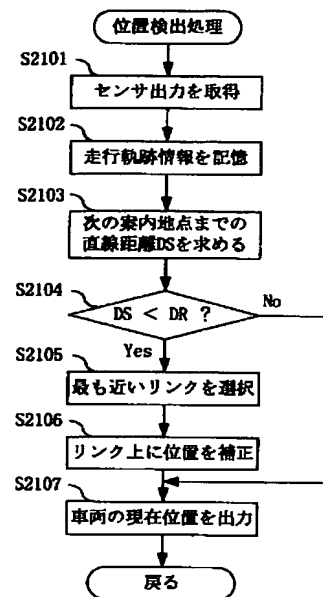 位置検出処理
S2101
センサ出力を取得
S2102
走行軌跡情報を記憶
S2103
次の案内地点までの
直線距離DSを求める
S2104
DS < DR ?
No
Yes
S2105
最も近いリンクを選択
S2106
リンク上に位置を補正
S2107
車両の現在位置を出力
戻る